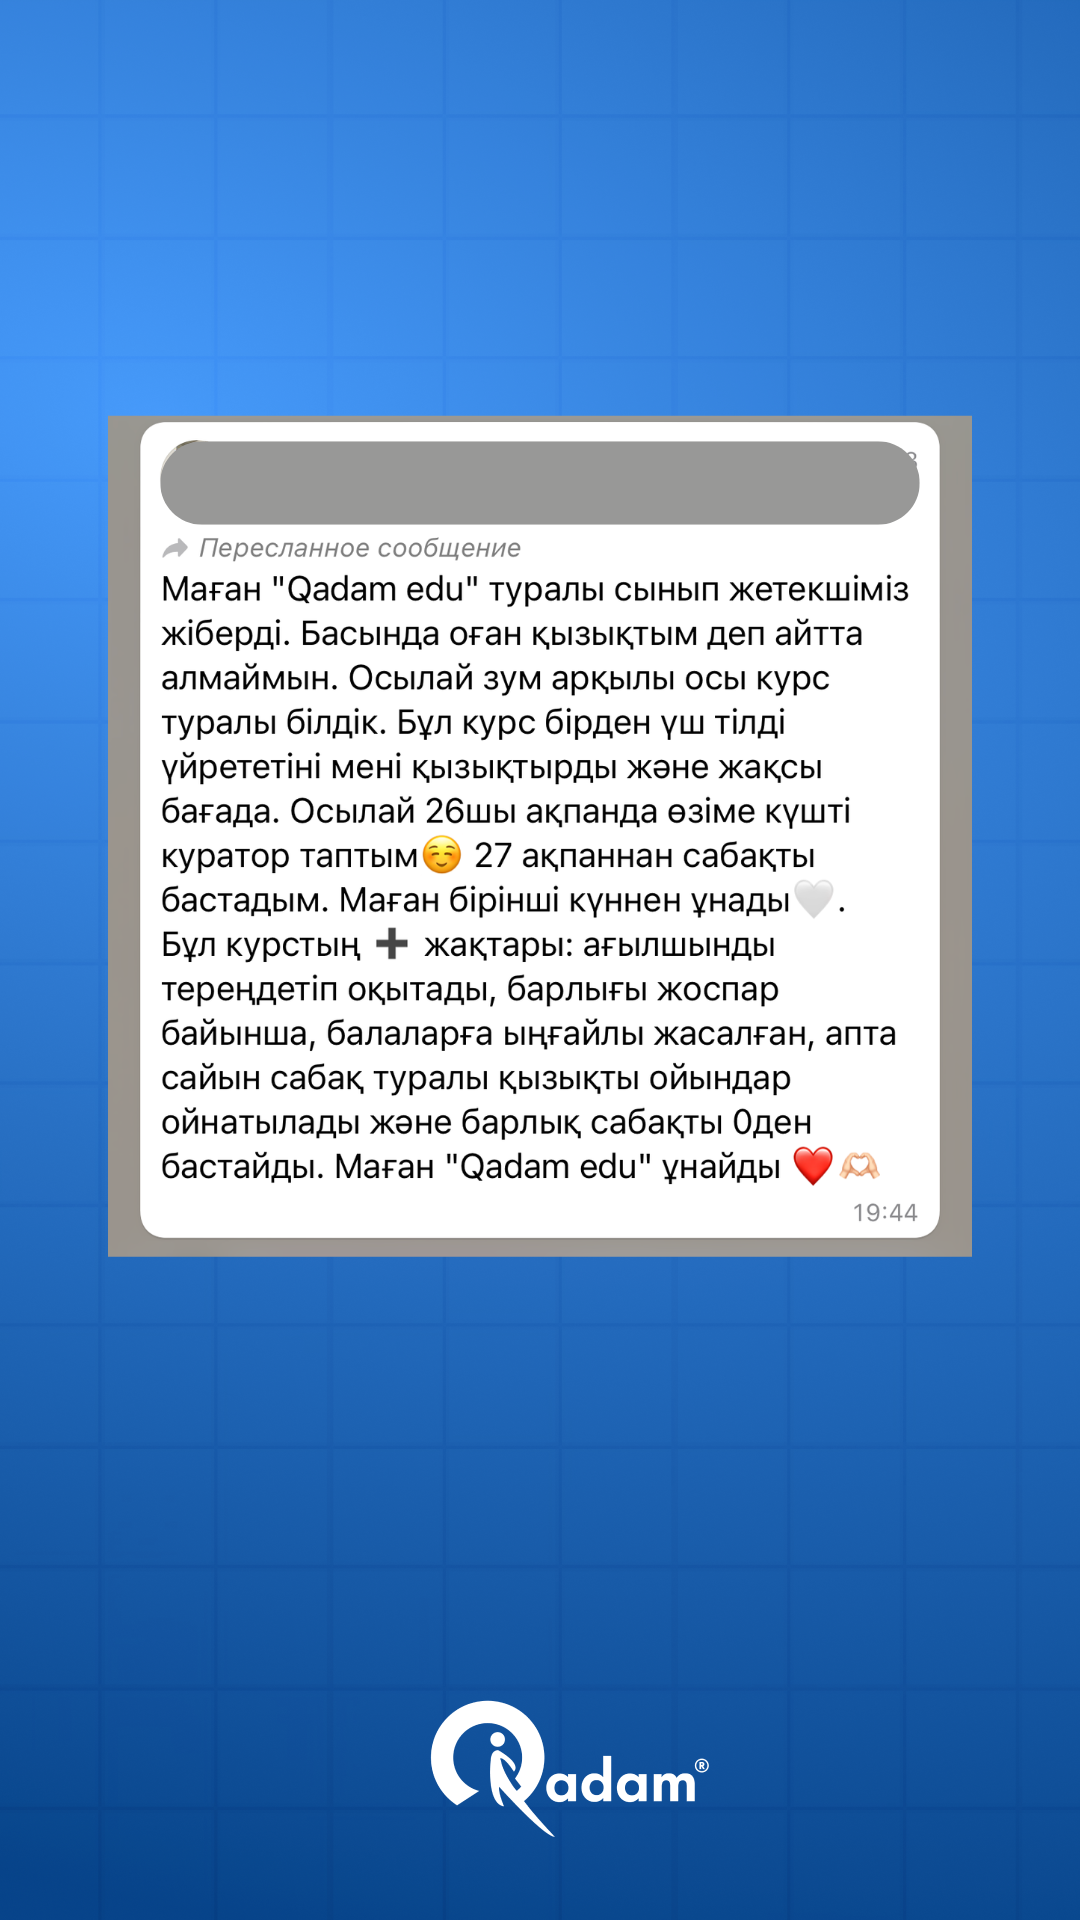 Пересланное сообщение
Маған "Qadam edu" туралы сынып жетекшіміз
жіберді. Басында оған қызықтым деп айтта
алмаймын. Осылай зум арқылы осы курс
туралы білдік. Бұл курс бірден үш тілді
үйрететіні мені қызықтырды және жақсы
бағада. Осылай 26шы ақпанда өзіме күшті
куратор таптым☺️ 27 ақпаннан сабақты
бастадым. Маған бірінші күннен ұнады🤍.
Бұл курстың ➕ жақтары: ағылшынды
тереңдетіп оқытады, барлығы жоспар
байынша, балаларға ыңғайлы жасалған, апта
сайын сабақ туралы қызықты ойындар
ойнатылады және барлық сабақты 0ден
бастайды. Маған "Qadam edu" ұнайды ❤️🫶🏻
19:44
Qadam®